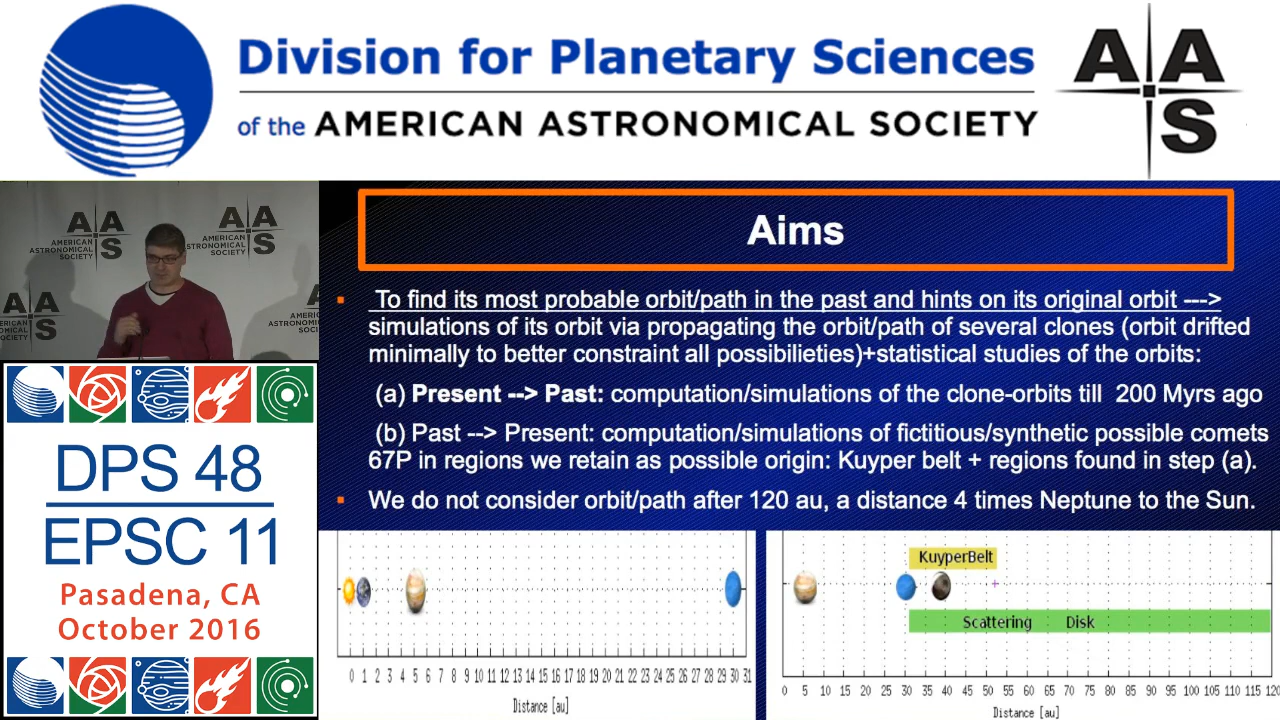 Division for Planetary Sciences
of the AMERICAN ASTRONOMICAL SOCIETY
A A
S
A A
AMERICAN
ASTRONOMICAL
SOCIETY
S
A A
AMERICAN
ASTRONOMICAL
SOCIETY
S
A A
S
ASTRONOMICAL
SOCIETY
Aims
To find its most probable orbit/path in the past and hints on its original orbit --->
simulations of its orbit via propagating the orbit/path of several clones (orbit drifted
minimally to better constraint all possibilieties)+statistical studies of the orbits:
(a) Present --> Past: computation/simulations of the clone-orbits till 200 Myrs ago
(b) Past --> Present: computation/simulations of fictitious/synthetic possible comets
67P in regions we retain as possible origin: Kuyper belt + regions found in step (a).
We do not consider orbit/path after 120 au, a distance 4 times Neptune to the Sun.
0 1 2 3 4 5 6 7 8 9 10 11 12 13 14 15 16 17 18 19 20 21 22 23 24 25 26 27 28 29 30 31
Distance [au]
KuyperBelt
Scattering Disk
0 5 10 15 20 25 30 35 40 45 50 55 60 65 70 75 80 85 90 95 100 105 110 115 120
Distance [au]
DPS 48
EPSC 11
Pasadena, CA
October 2016